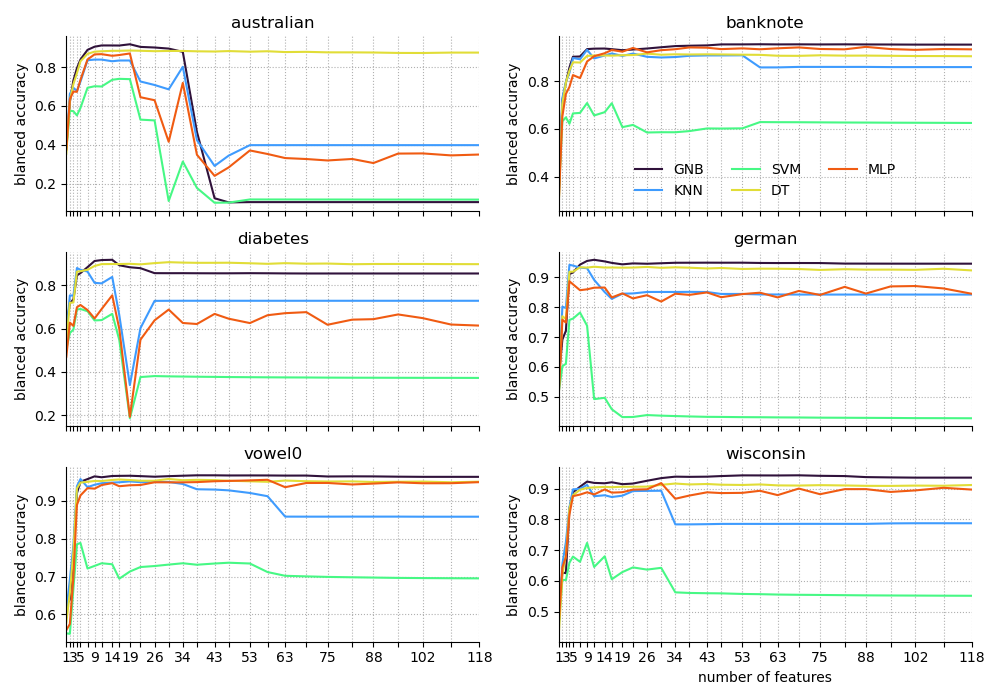 australian
blanced accuracy
0.8
0.6
0.4
0.2
banknote
blanced accuracy
0.8
0.6
0.4
GNB SVM MLP
KNN DT
diabetes
blanced accuracy
0.8
0.6
0.4
0.2
german
blanced accuracy
0.9
0.8
0.7
0.6
0.5
vowel0
blanced accuracy
0.9
0.8
0.7
0.6
1 3 5 9 14 19 26 34 43 53 63 75 88 102 118
wisconsin
blanced accuracy
0.9
0.8
0.7
0.6
0.5
1 3 5 9 14 19 26 34 43 53 63 75 88 102 118
number of features